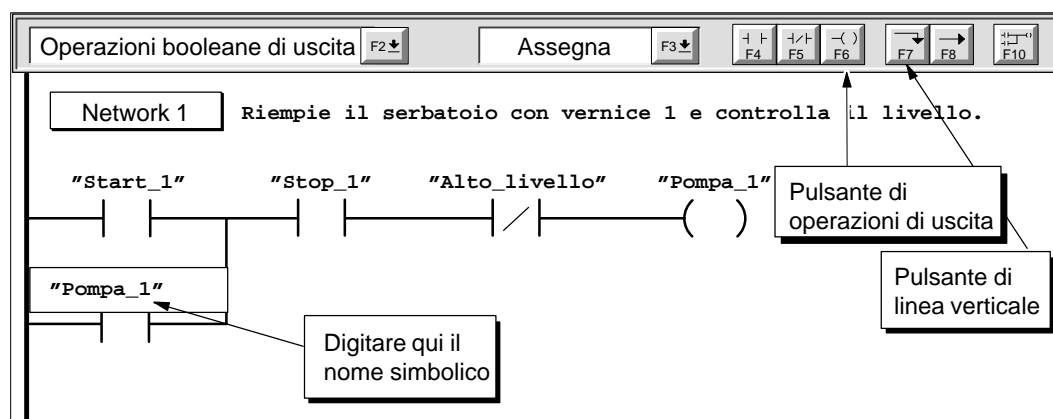 Operazioni booleane di uscita F2 Assegna F3 F4 F5 F6 F7 F8 F10
Network 1 Riempie il serbatoio con vernice 1 e controlla il livello.
"Start_1" "Stop_1" "Alto_livello" "Pompa_1"
Pulsante di
operazioni di uscita
Pulsante di
linea verticale
"Pompa_1"
Digitare qui il
nome simbolico